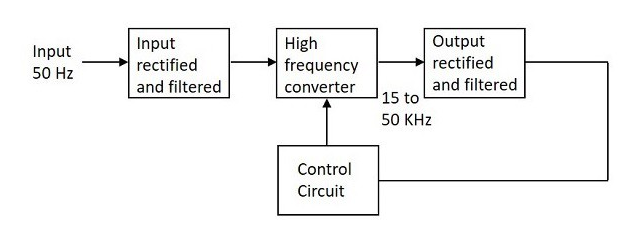 Input
50 Hz
Input
rectified
and filtered
High
frequency
converter
15 to
50 KHz
Output
rectified
and filtered
Control
Circuit